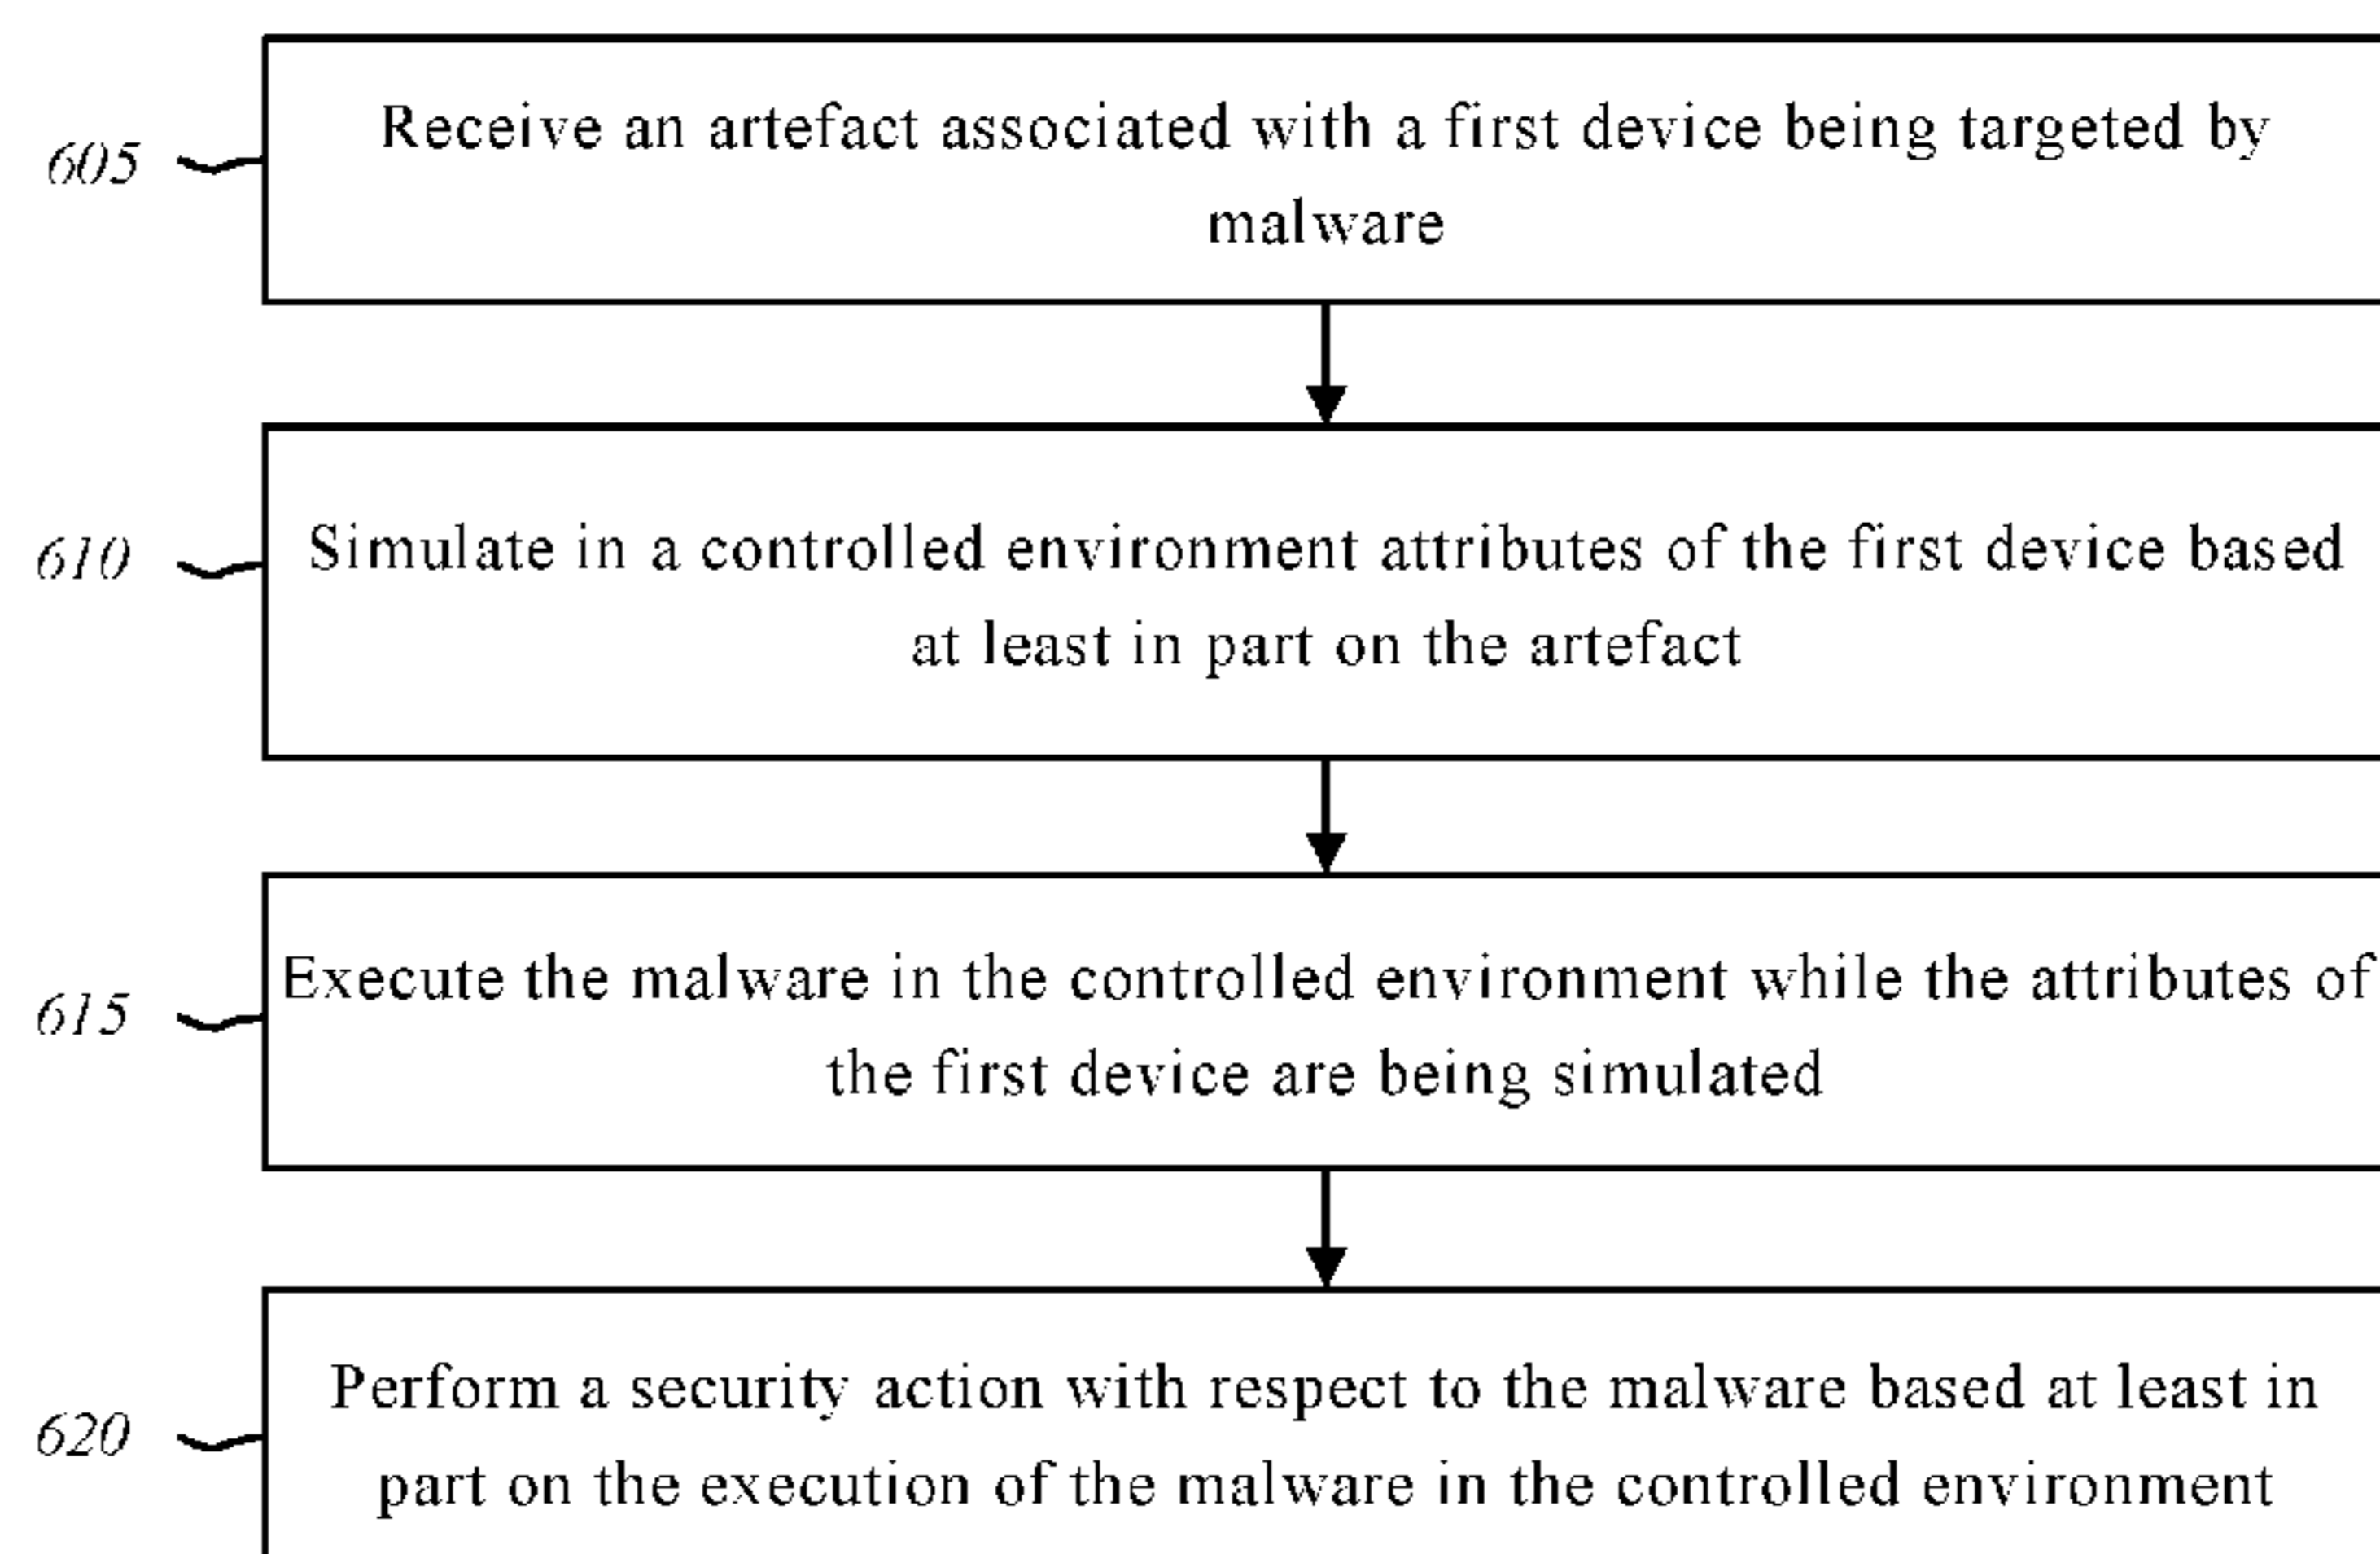 605
Receive an artefact associated with a first device being targeted by
malware
610
Simulate in a controlled environment attributes of the first device based
at least in part on the artefact
615
Execute the malware in the controlled environment while the attributes of
the first device are being simulated
620
Perform a security action with respect to the malware based at least in
part on the execution of the malware in the controlled environment